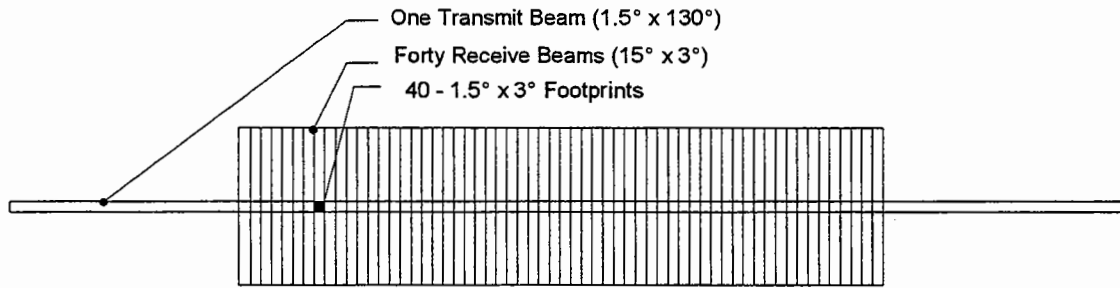 One Transmit Beam (1.5° x 130°)
Forty Receive Beams (15° x 3°)
40 - 1.5° x 3° Footprints